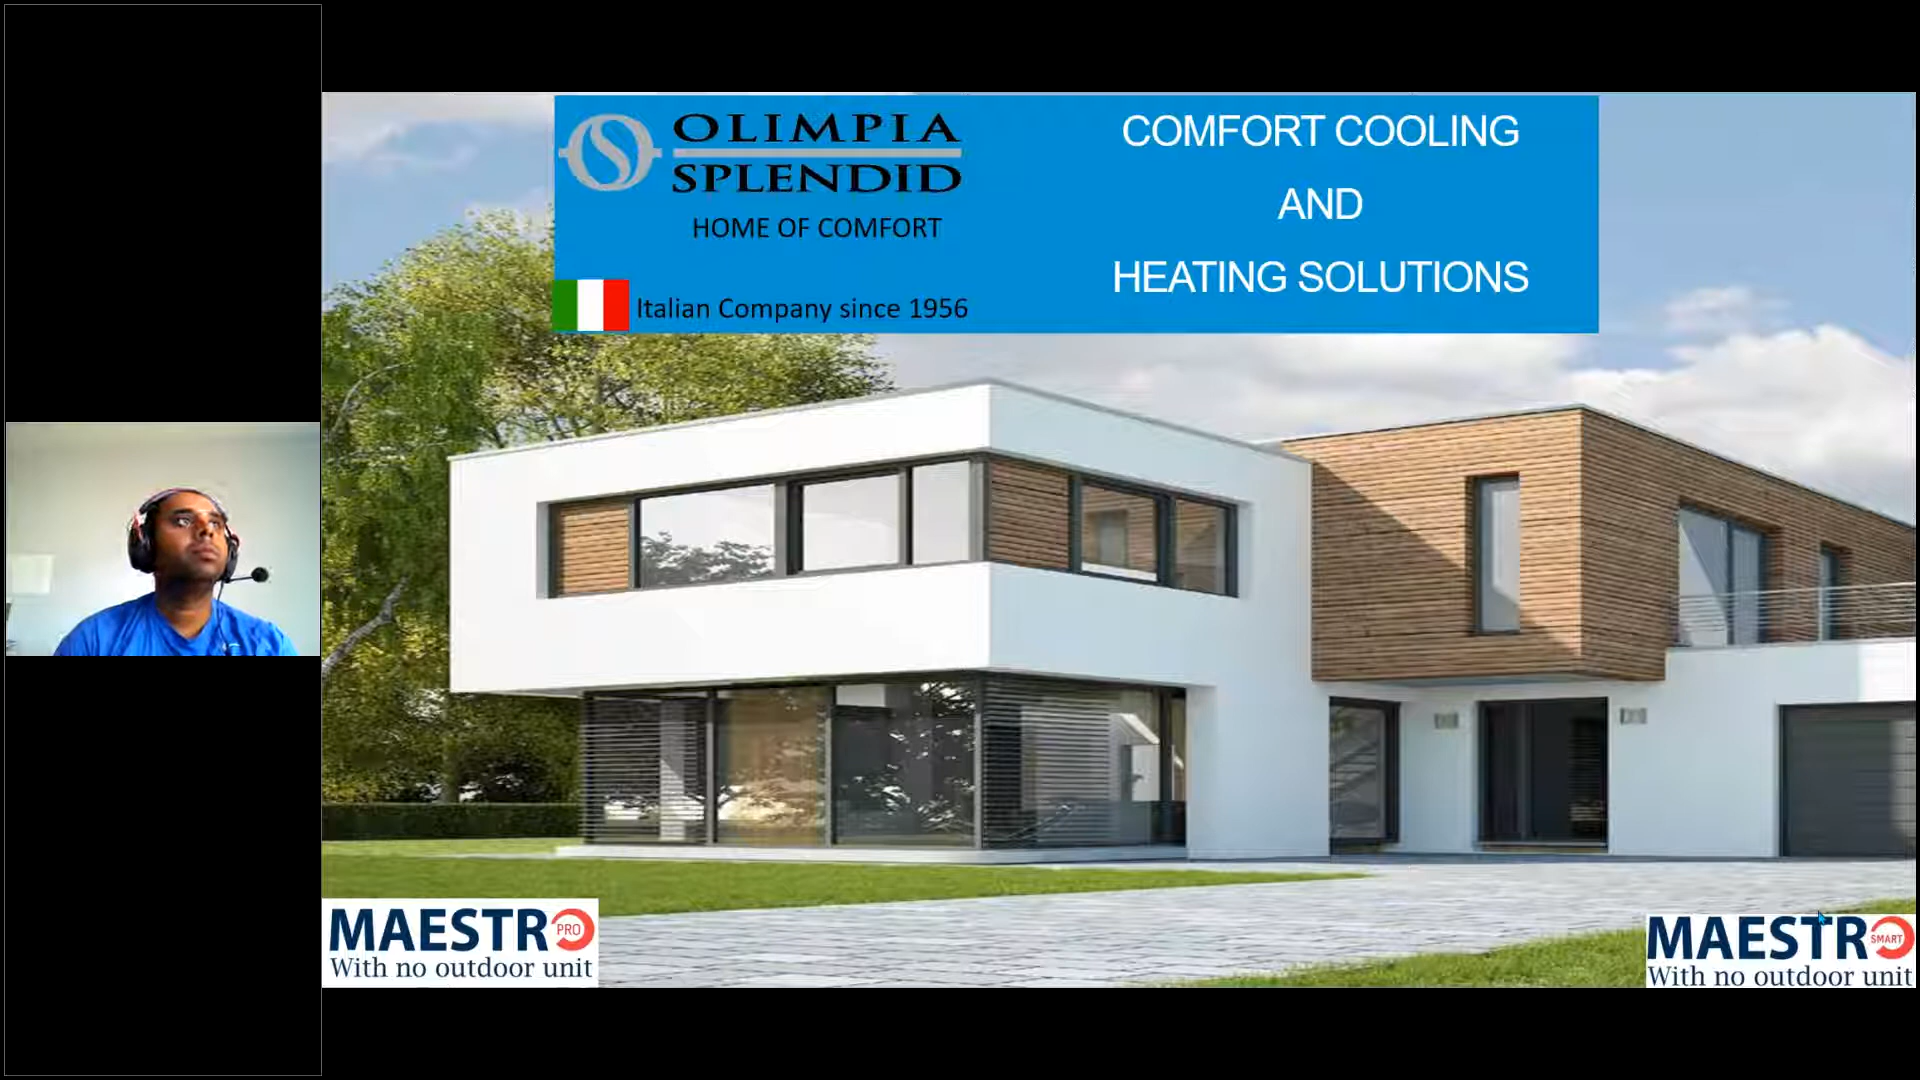 OLIMPIA
SPLENDID
HOME OF COMFORT
Italian Company since 1956
COMFORT COOLING
AND
HEATING SOLUTIONS
MAESTRO PRO
With no outdoor unit
MAESTRO SMART
With no outdoor unit